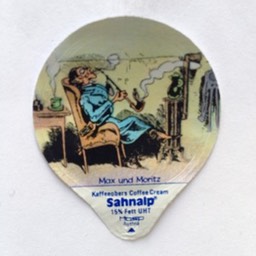 Max und Moritz
Kaffeeobers Coffee Cream
Sahnalp®
15% Fett UHT